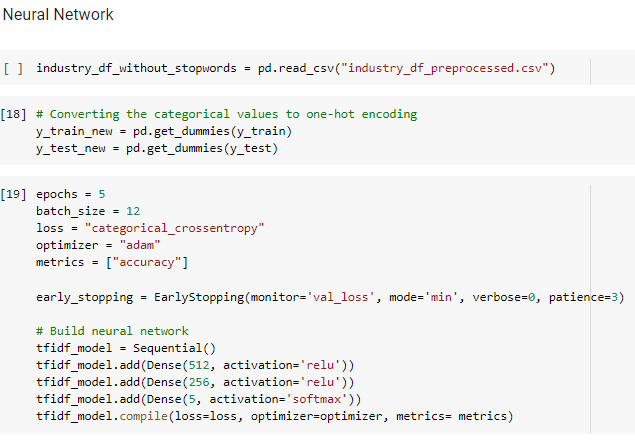 Neural Network
[ ] industry_df_without_stopwords = pd.read_csv("industry_df_preprocessed.csv")
[18] # Converting the categorical values to one-hot encoding
y_train_new = pd.get_dummies(y_train)
y_test_new = pd.get_dummies(y_test)
[19] epochs = 5
batch_size = 12
loss = "categorical_crossentropy"
optimizer = "adam"
metrics = ["accuracy"]
early_stopping = EarlyStopping(monitor='val_loss', mode='min', verbose=0, patience=3)
# Build neural network
tfidf_model = Sequential()
tfidf_model.add(Dense(512, activation='relu'))
tfidf_model.add(Dense(256, activation='relu'))
tfidf_model.add(Dense(5, activation='softmax'))
tfidf_model.compile(loss=loss, optimizer=optimizer, metrics= metrics)